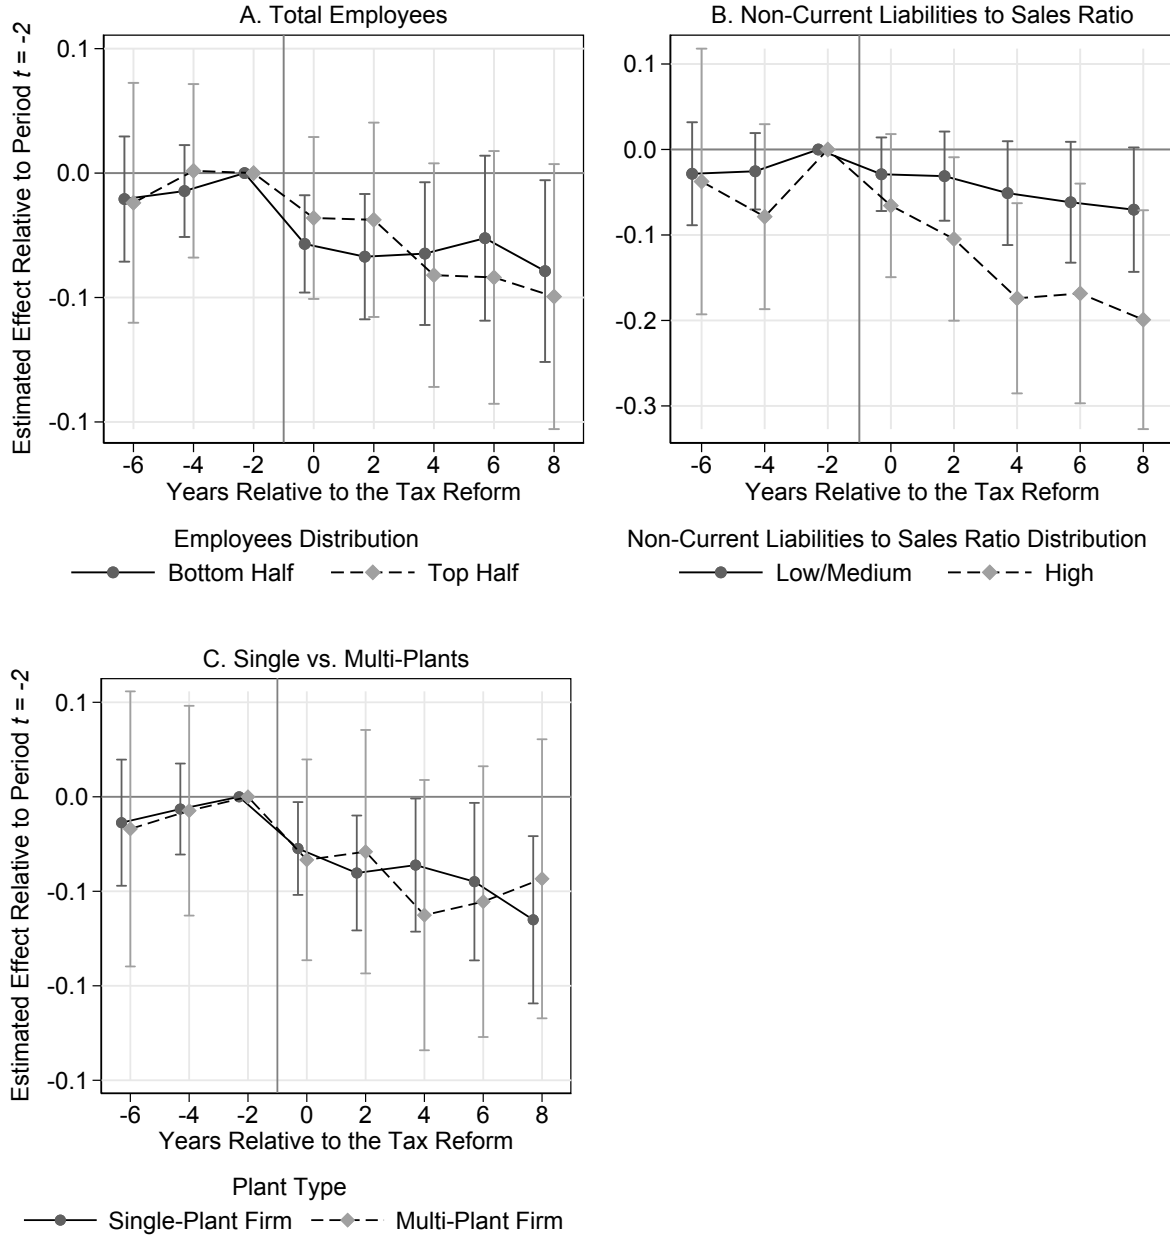 A. Total Employees
Estimated Effect Relative to Period t = -2
0.1
0.0
-0.1
-0.1
-6 -4 -2 0 2 4 6 8
Years Relative to the Tax Reform
Employees Distribution
Bottom Half Top Half
B. Non-Current Liabilities to Sales Ratio
0.1
0.0
-0.1
-0.2
-0.3
-6 -4 -2 0 2 4 6 8
Years Relative to the Tax Reform
Non-Current Liabilities to Sales Ratio Distribution
Low/Medium High
C. Single vs. Multi-Plants
Estimated Effect Relative to Period t = -2
0.1
0.0
-0.1
-0.1
-0.1
-6 -4 -2 0 2 4 6 8
Years Relative to the Tax Reform
Plant Type
Single-Plant Firm Multi-Plant Firm